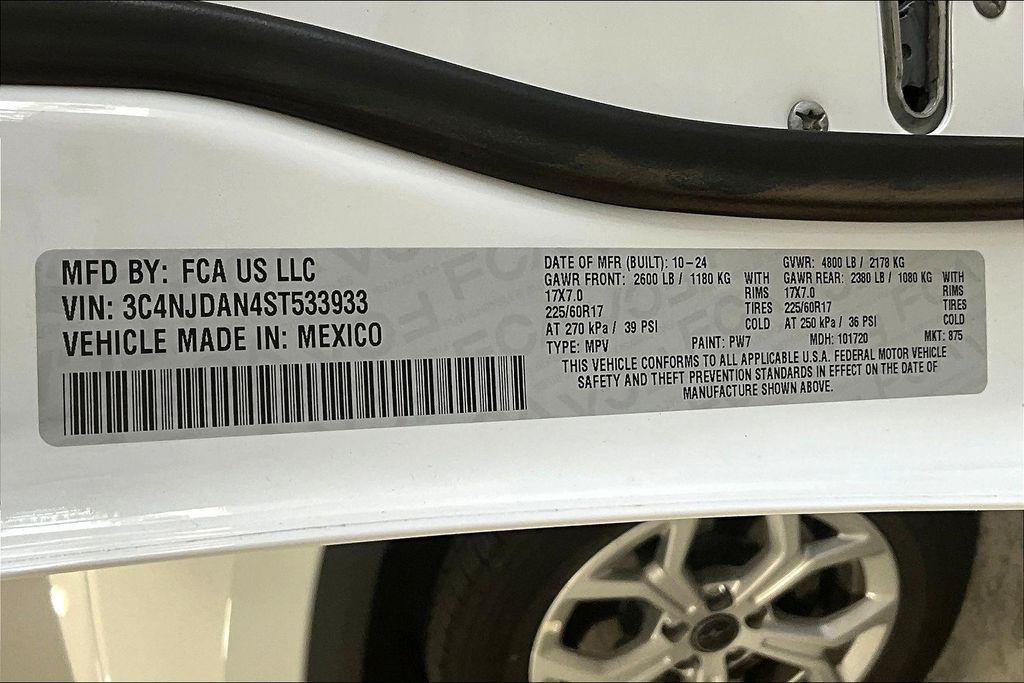 MFD BY: FCA US LLC
VIN: 3C4NJDAN4ST533933
VEHICLE MADE IN: MEXICO
DATE OF MFR (BUILT): 10-24 GVWR: 4800 LB / 2178 KG
GAWR FRONT: 2600 LB / 1180 KG WITH GAWR REAR: 2380 LB / 1080 KG WITH
17X7.0 RIMS 17X7.0 RIMS
225/60R17 TIRES 225/60R17 TIRES
AT 270 kPa / 39 PSI COLD AT 250 kPa / 36 PSI COLD
TYPE: MPV PAINT: PW7 MDH: 101720 MKT: 875
THIS VEHICLE CONFORMS TO ALL APPLICABLE U.S.A. FEDERAL MOTOR VEHICLE
SAFETY AND THEFT PREVENTION STANDARDS IN EFFECT ON THE DATE OF
MANUFACTURE SHOWN ABOVE.